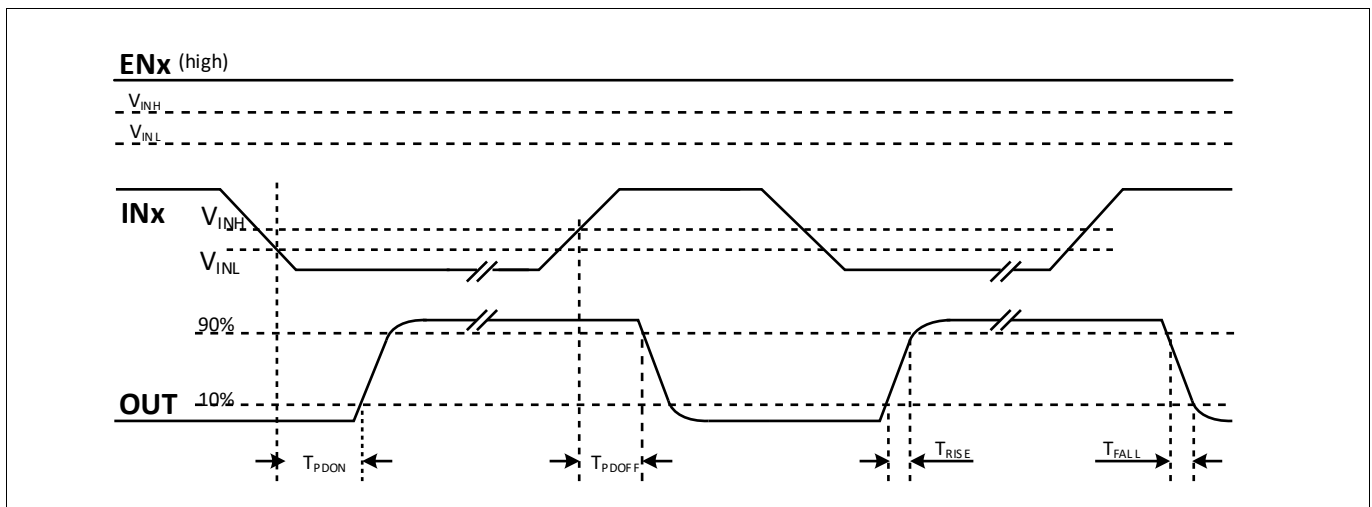 ENx (high)
VINH
VINL
INx
VINH
VINL
90%
OUT 10%
TPDON TPDOFF TRISE TFALL